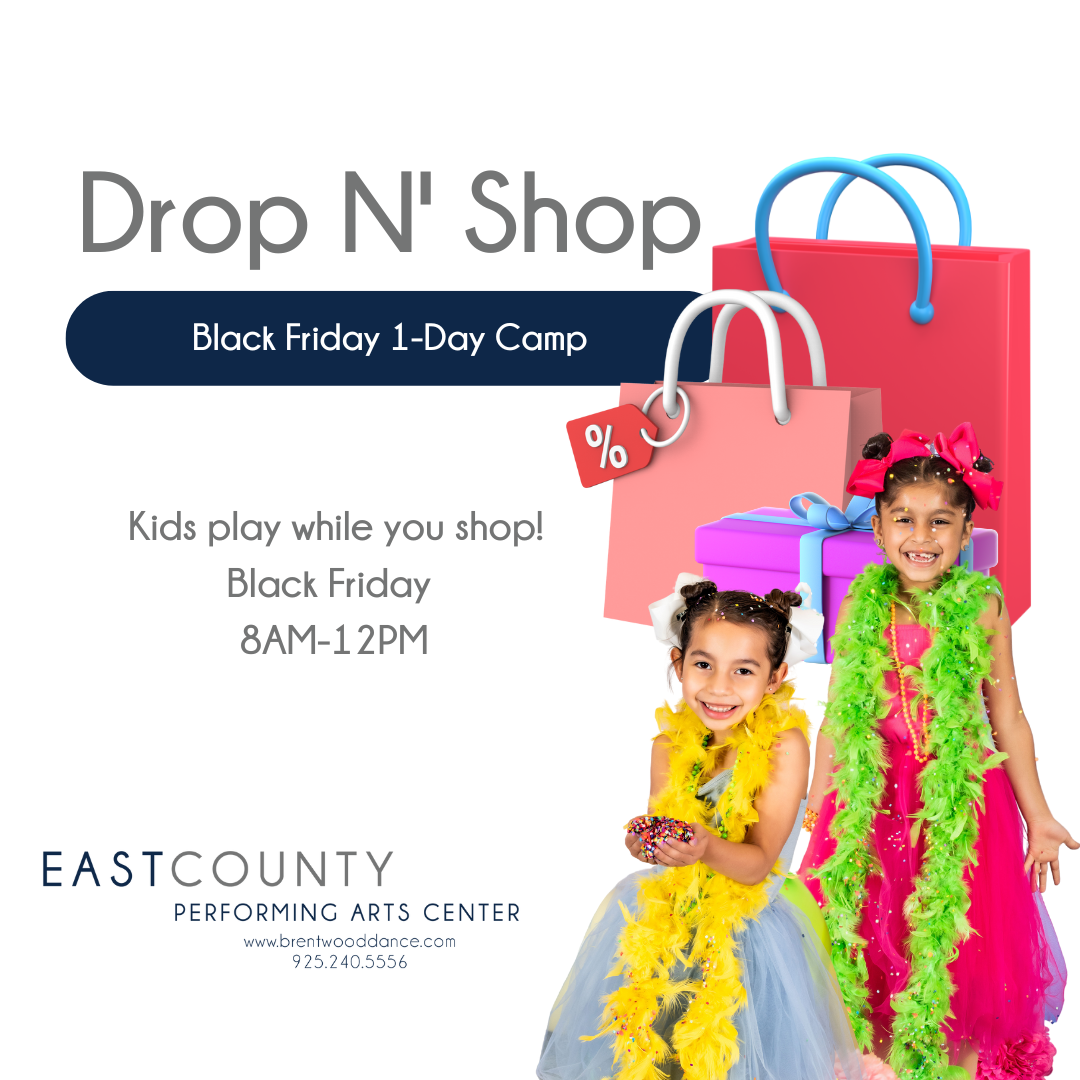 Drop N' Shop
Black Friday 1-Day Camp
%
Kids play while you shop!
Black Friday
8AM-12PM
EASTCOUNTY
PERFORMING ARTS CENTER
www.brentwooddance.com
925.240.5556